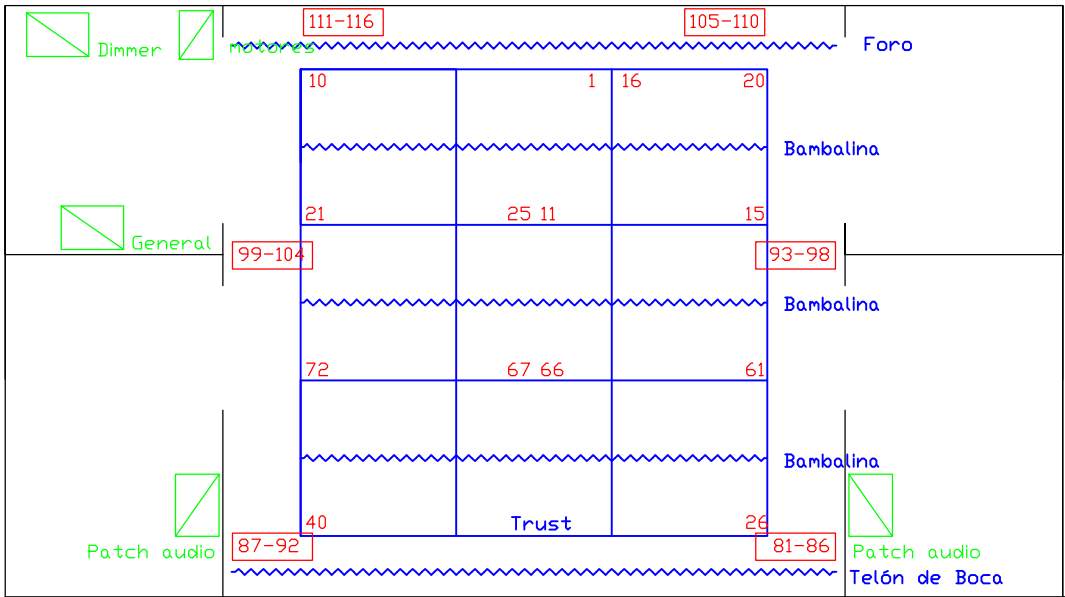 111-116
105-110
Dimmer
motores
Foro
10
1
16
20
Bambalina
21
25 11
15
General
99-104
93-98
Bambalina
72
67 66
61
Bambalina
40
Trust
26
87-92
81-86
Patch audio
Patch audio
Telón de Boca